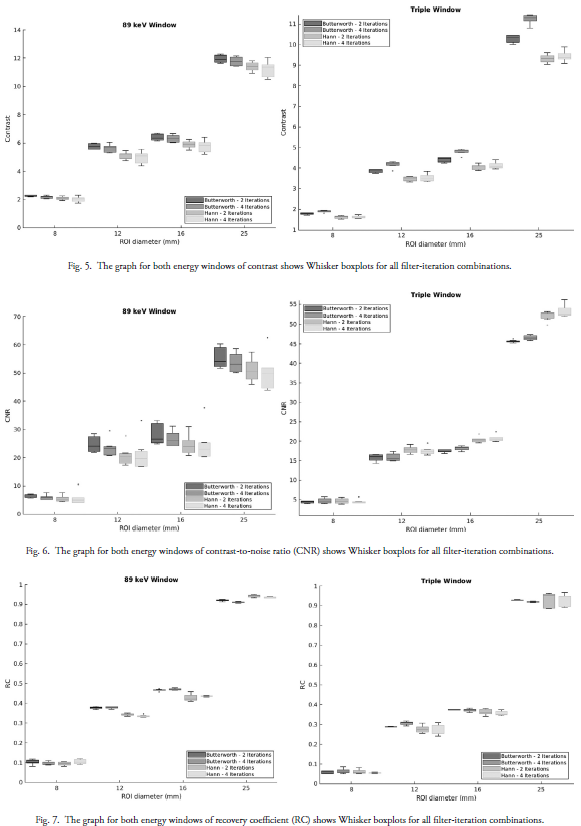 89 keV Window
Contrast
14
12
10
8
6
4
2
0
Butterworth - 2 Iterations
Butterworth - 4 Iterations
Hann - 2 Iterations
Hann - 4 Iterations
8 12 16 25
ROI diameter (mm)
Triple Window
Contrast
11
10
9
8
7
6
5
4
3
2
1
Butterworth - 2 Iterations
Butterworth - 4 Iterations
Hann - 2 Iterations
Hann - 4 Iterations
8 12 16 25
ROI diameter (mm)
Fig. 5. The graph for both energy windows of contrast shows Whisker boxplots for all filter-iteration combinations.
89 keV Window
CNR
70
60
50
40
30
20
10
0
Butterworth - 2 Iterations
Butterworth - 4 Iterations
Hann - 2 Iterations
Hann - 4 Iterations
8 12 16 25
ROI diameter (mm)
Triple Window
CNR
55
50
45
40
35
30
25
20
15
10
5
Butterworth - 2 Iterations
Butterworth - 4 Iterations
Hann - 2 Iterations
Hann - 4 Iterations
8 12 16 25
ROI diameter (mm)
Fig. 6. The graph for both energy windows of contrast-to-noise ratio (CNR) shows Whisker boxplots for all filter-iteration combinations.
89 keV Window
RC
1
0.9
0.8
0.7
0.6
0.5
0.4
0.3
0.2
0.1
0
Butterworth - 2 Iterations
Butterworth - 4 Iterations
Hann - 2 Iterations
Hann - 4 Iterations
8 12 16 25
ROI diameter (mm)
Triple Window
RC
1
0.9
0.8
0.7
0.6
0.5
0.4
0.3
0.2
0.1
0
Butterworth - 2 Iterations
Butterworth - 4 Iterations
Hann - 2 Iterations
Hann - 4 Iterations
8 12 16 25
ROI diameter (mm)
Fig. 7. The graph for both energy windows of recovery coefficient (RC) shows Whisker boxplots for all filter-iteration combinations.